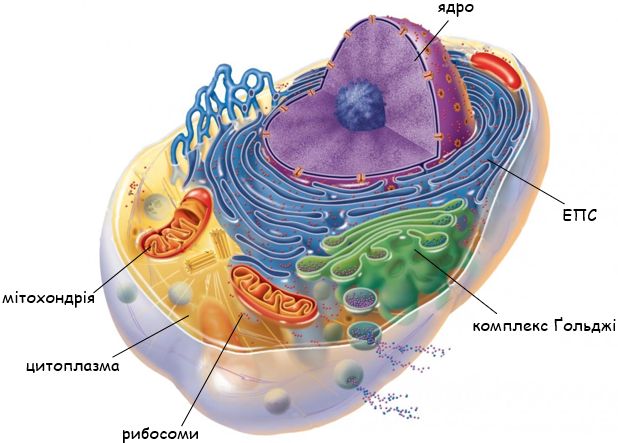 ядро
ЕПС
мітохондрія
комплекс Ґольджі
цитоплазма
рибосоми